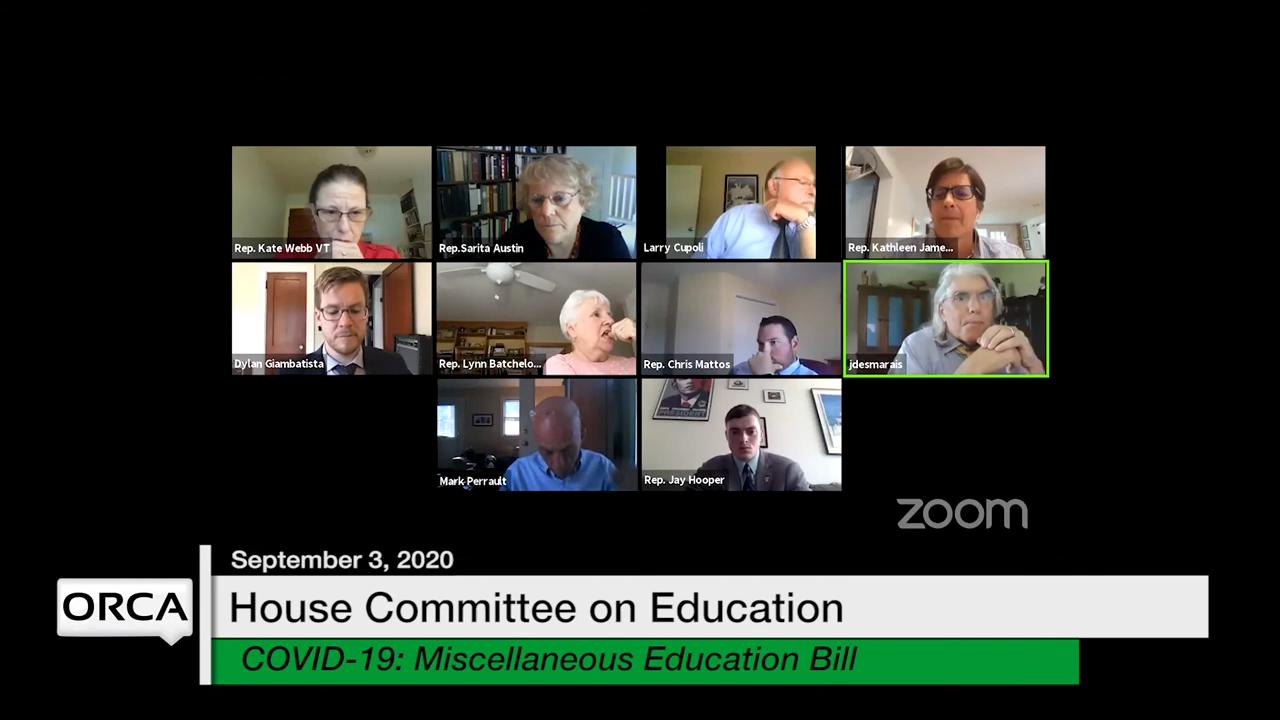 Rep. Kate Webb VT
Rep.Sarita Austin
Larry Cupoli
Rep. Kathleen Jame...
Dylan Giambatista
Rep. Lynn Batchelo...
Rep. Chris Mattos
jdesmarais
PRESIDENT
Mark Perrault
Rep. Jay Hooper
zoom
September 3, 2020
ORCA
House Committee on Education
COVID-19: Miscellaneous Education Bill